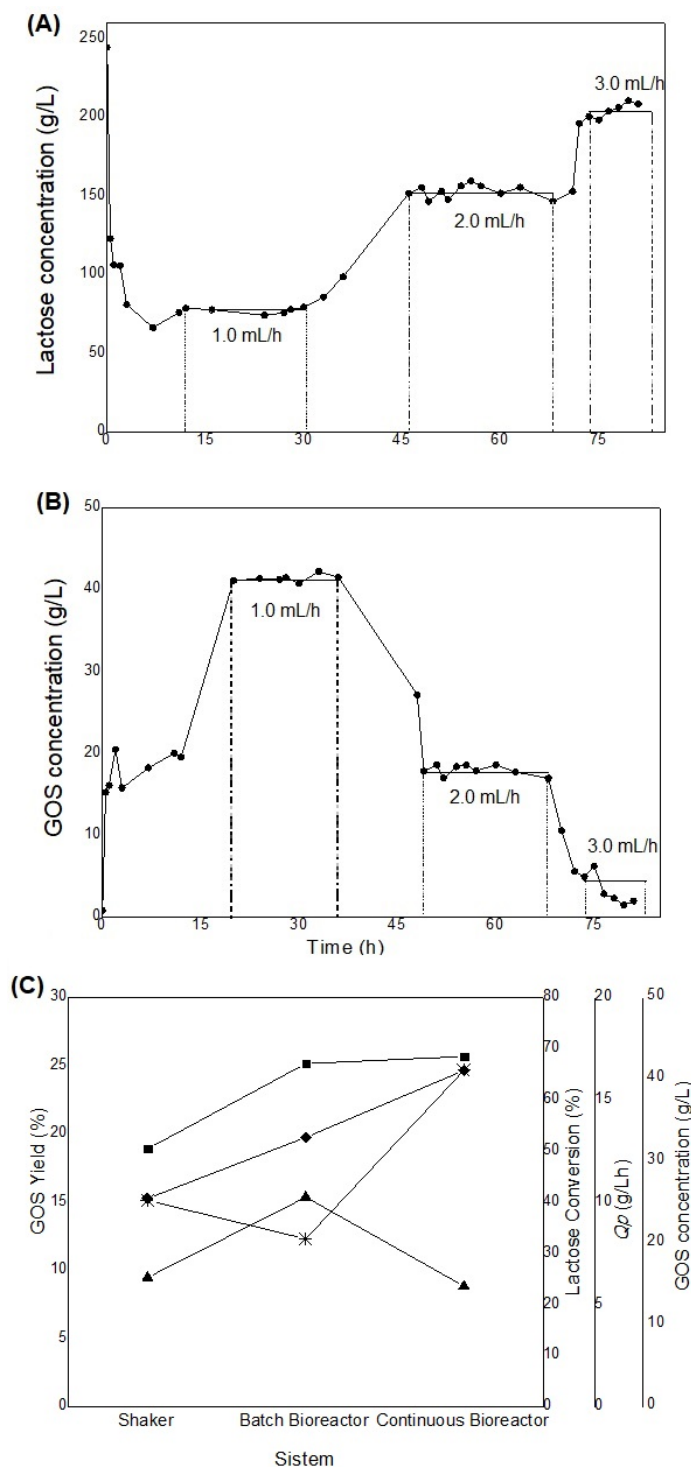 (A)
Lactose concentration (g/L)
250
200
150
100
50
0
0 15 30 45 60 75
1.0 mL/h
2.0 mL/h
3.0 mL/h
(B)
GOS concentration (g/L)
50
40
30
20
10
0
15 30 45 60 75
1.0 mL/h
2.0 mL/h
3.0 mL/h
Time (h)
(C)
GOS Yield (%)
30
25
20
15
10
5
0
Lactose Conversion (%)
80
70
60
50
40
30
20
10
0
Qp (g/Lh)
20
15
10
5
0
GOS concentration (g/L)
50
40
30
20
10
0
Shaker Batch Bioreactor Continuous Bioreactor
Sistem